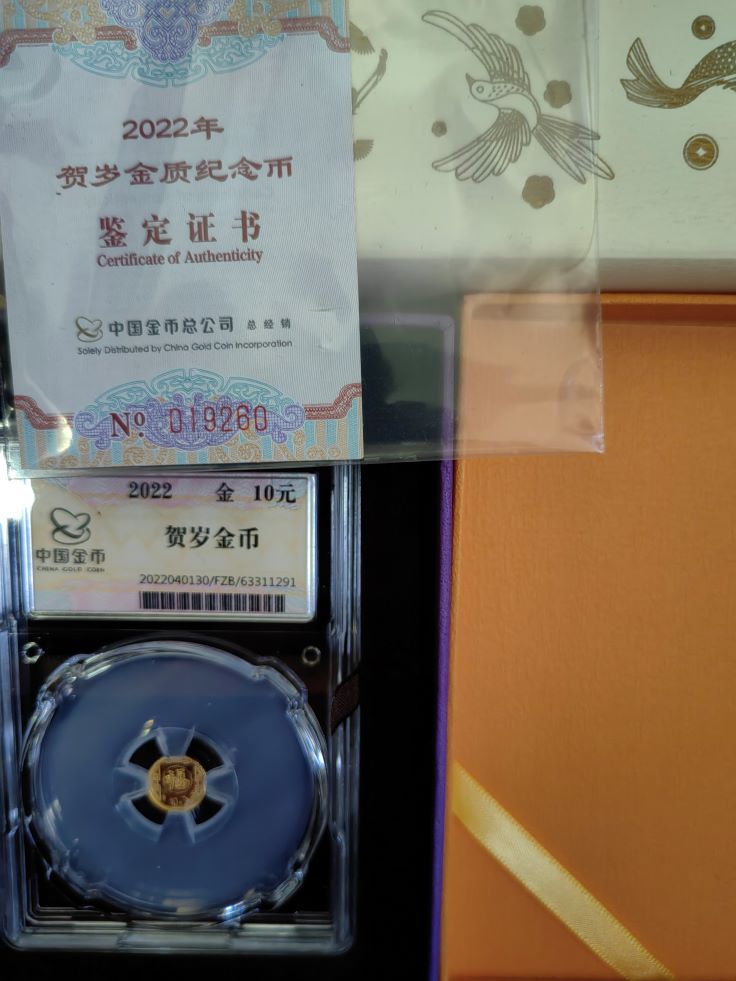 2022年
贺岁金质纪念币
鉴定证书
Certificate of Authenticity
中国金币总公司 总经销
Solely Distributed by China Gold Coin Incorporation
№ 019260
2022 金 10元
贺岁金币
中国金币
CHINA GOLD COIN
2022040130/FZB/63311291